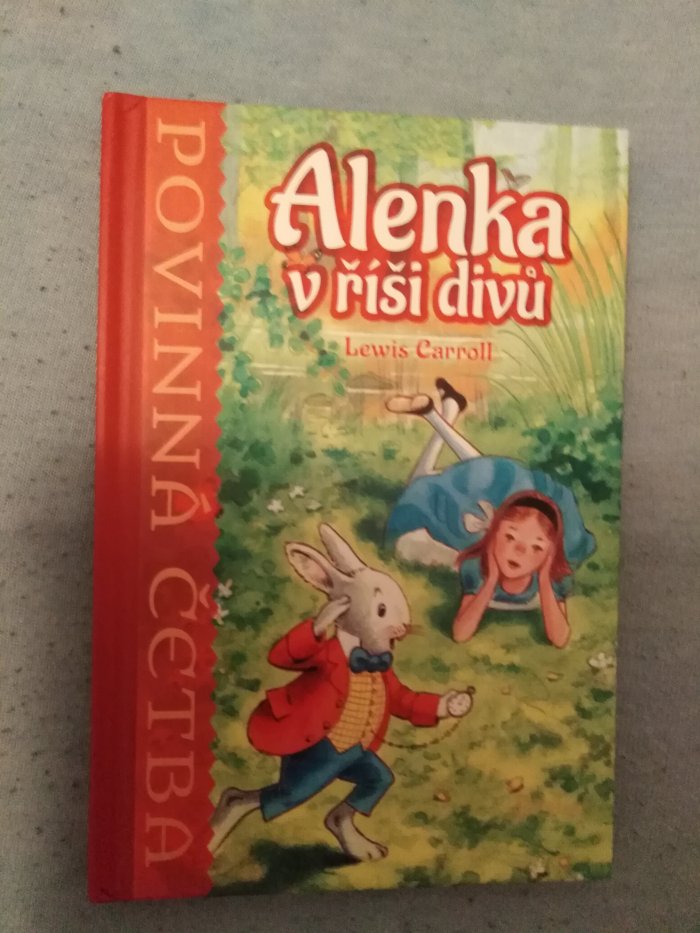 POVINNÁ ČETBA
Alenka
v říši divů
Lewis Carroll